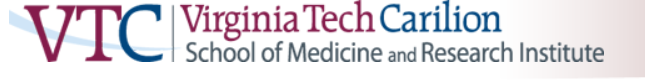 VTC Virginia Tech Carilion
School of Medicine and Research Institute